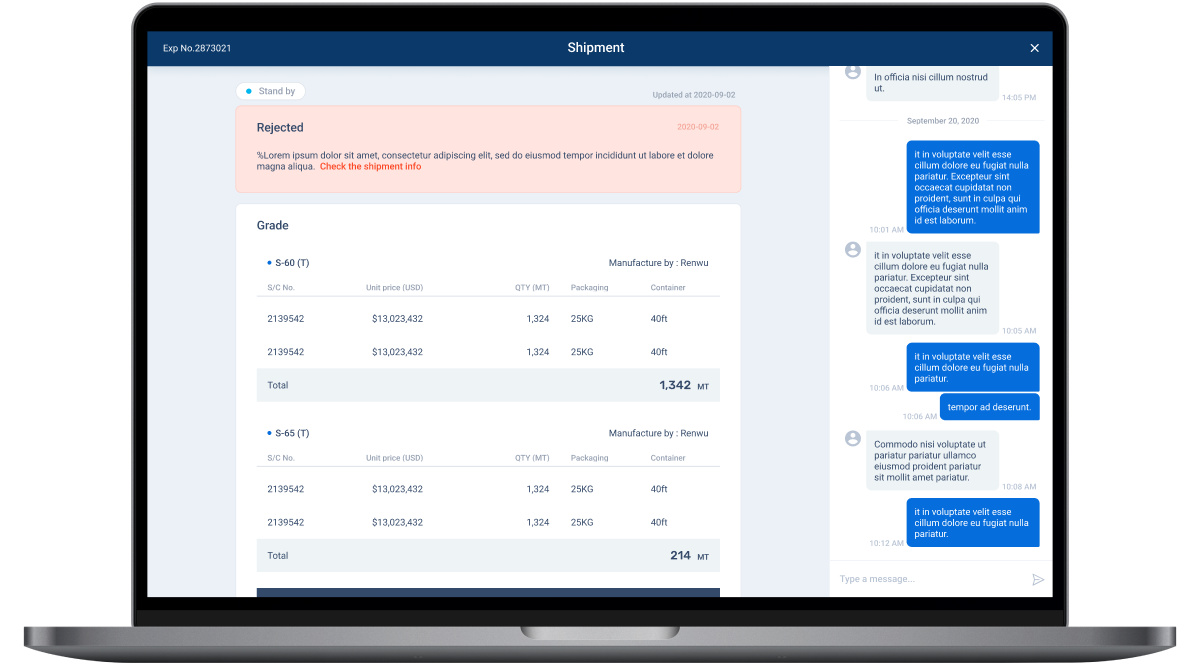 Exp No.2873021
Shipment
Stand by
Updated at 2020-09-02
Rejected
2020-09-02
%Lorem ipsum dolor sit amet, consectetur adipiscing elit, sed do eiusmod tempor incididunt ut labore et dolore
magna aliqua. Check the shipment info
Grade
S-60 (T)
Manufacture by : Renwu
S/C No. Unit price (USD) QTY (MT) Packaging Container
2139542 $13,023,432 1,324 25KG 40ft
2139542 $13,023,432 1,324 25KG 40ft
Total 1,342 MT
S-65 (T)
Manufacture by : Renwu
S/C No. Unit price (USD) QTY (MT) Packaging Container
2139542 $13,023,432 1,324 25KG 40ft
2139542 $13,023,432 1,324 25KG 40ft
Total 214 MT
In officia nisi cillum nostrud
ut.
14:05 PM
September 20, 2020
it in voluptate velit esse
cillum dolore eu fugiat nulla
pariatur. Excepteur sint
occaecat cupidatat non
proident, sunt in culpa qui
officia deserunt mollit anim
id est laborum.
10:01 AM
it in voluptate velit esse
cillum dolore eu fugiat nulla
pariatur. Excepteur sint
occaecat cupidatat non
proident, sunt in culpa qui
officia deserunt mollit anim
id est laborum.
10:05 AM
it in voluptate velit esse
cillum dolore eu fugiat nulla
pariatur.
10:06 AM
tempor ad deserunt.
10:06 AM
Commodo nisi voluptate ut
pariatur pariatur ullamco
eiusmod proident pariatur
sit mollit amet pariatur.
10:08 AM
it in voluptate velit esse
cillum dolore eu fugiat nulla
pariatur.
10:12 AM
Type a message...